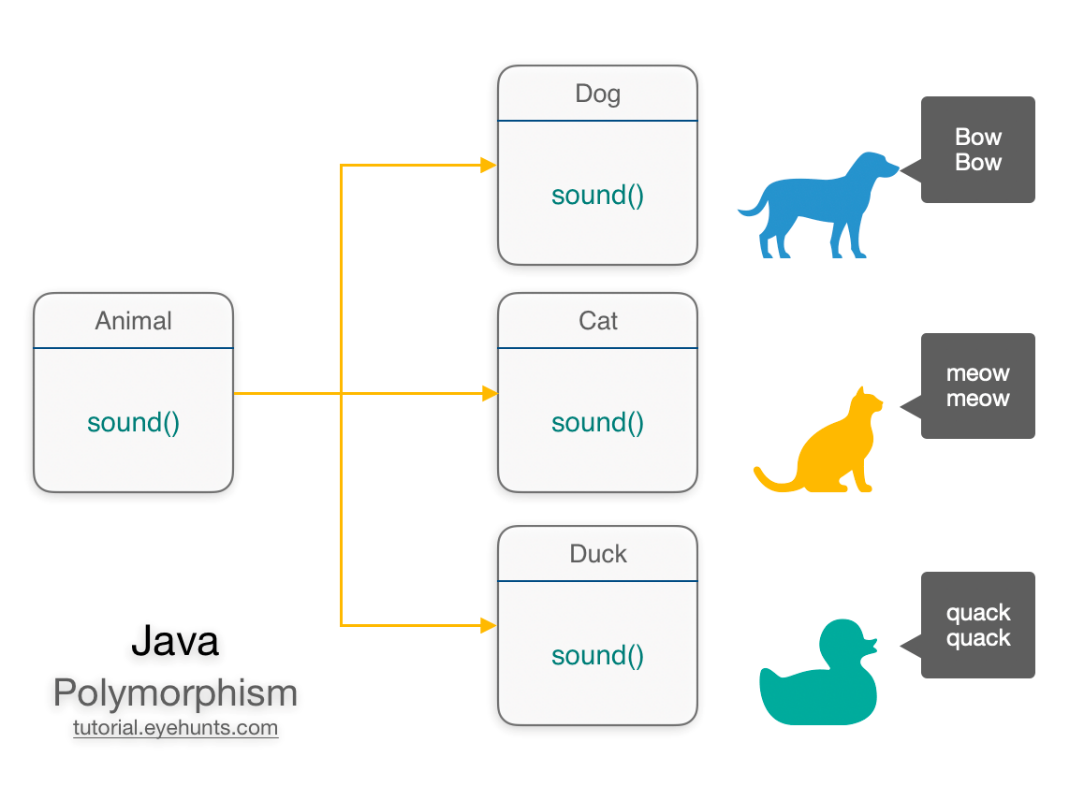 Dog
sound()
Bow
Bow
Animal
sound()
Cat
sound()
meow
meow
Duck
sound()
quack
quack
Java
Polymorphism
tutorial.eyehunts.com